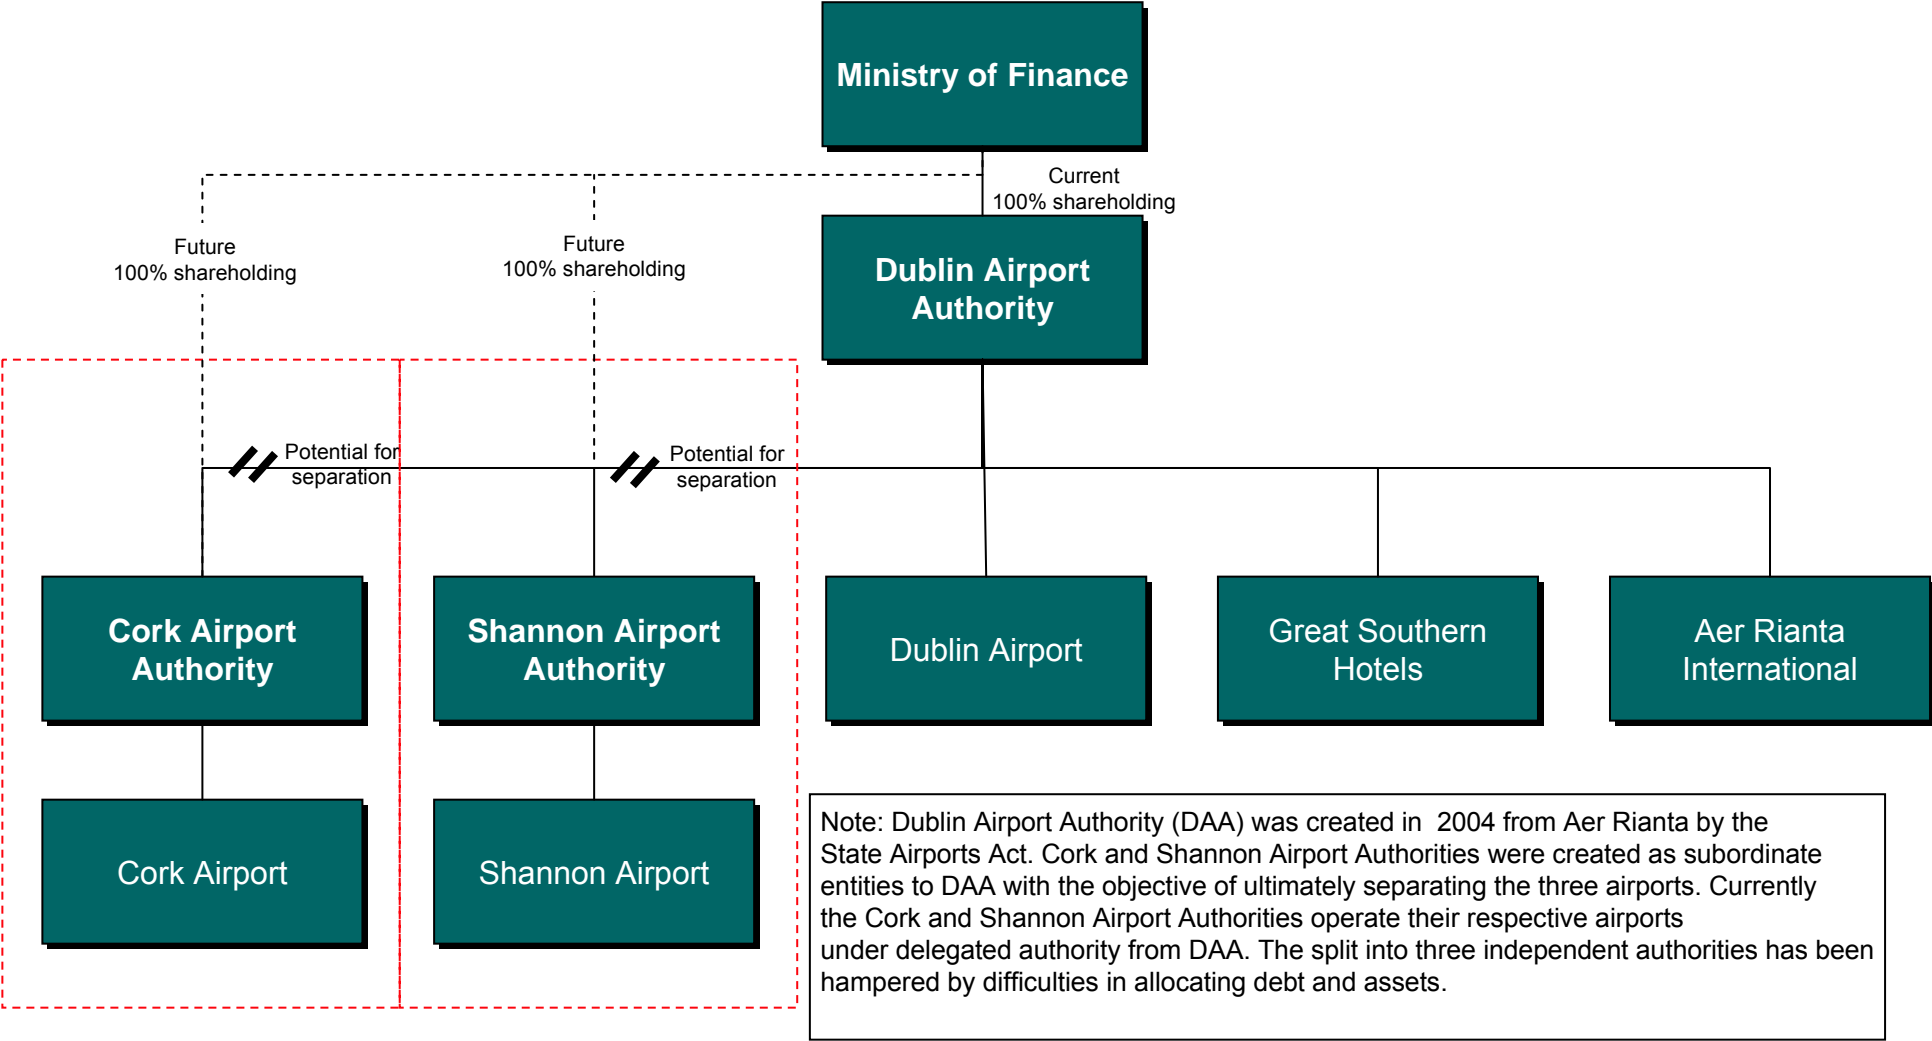 Ministry of Finance
Current
100% shareholding
Future
100% shareholding
Future
100% shareholding
Dublin Airport
Authority
Potential for
separation
Potential for
separation
Cork Airport
Authority
Shannon Airport
Authority
Dublin Airport
Great Southern
Hotels
Aer Rianta
International
Cork Airport
Shannon Airport
Note: Dublin Airport Authority (DAA) was created in  2004 from Aer Rianta by the
State Airports Act. Cork and Shannon Airport Authorities were created as subordinate
entities to DAA with the objective of ultimately separating the three airports. Currently
the Cork and Shannon Airport Authorities operate their respective airports
under delegated authority from DAA. The split into three independent authorities has been
hampered by difficulties in allocating debt and assets.